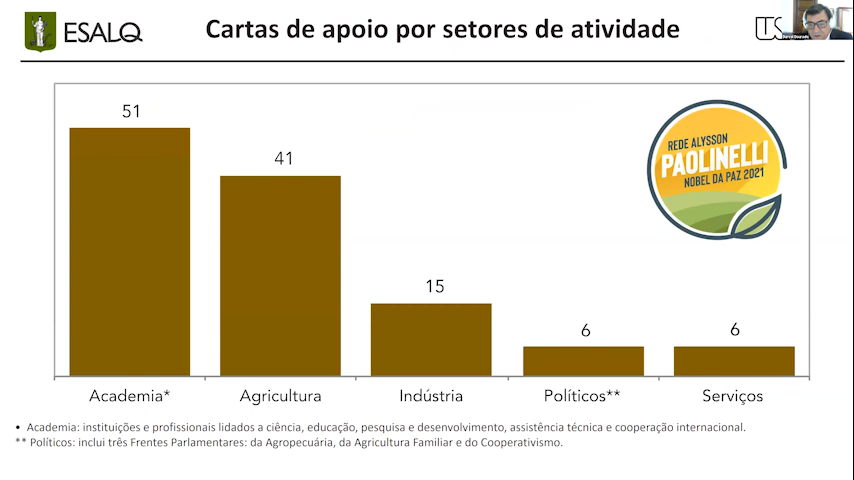 ESALQ
Cartas de apoio por setores de atividade
51
41
15
6
6
REDE ALYSSON
PAOLINELLI
NOBEL DA PAZ 2021
Academia*
Agricultura
Indústria
Políticos**
Serviços
• Academia: instituições e profissionais lidados a ciência, educação, pesquisa e desenvolvimento, assistência técnica e cooperação internacional.
** Políticos: inclui três Frentes Parlamentares: da Agropecuária, da Agricultura Familiar e do Cooperativismo.